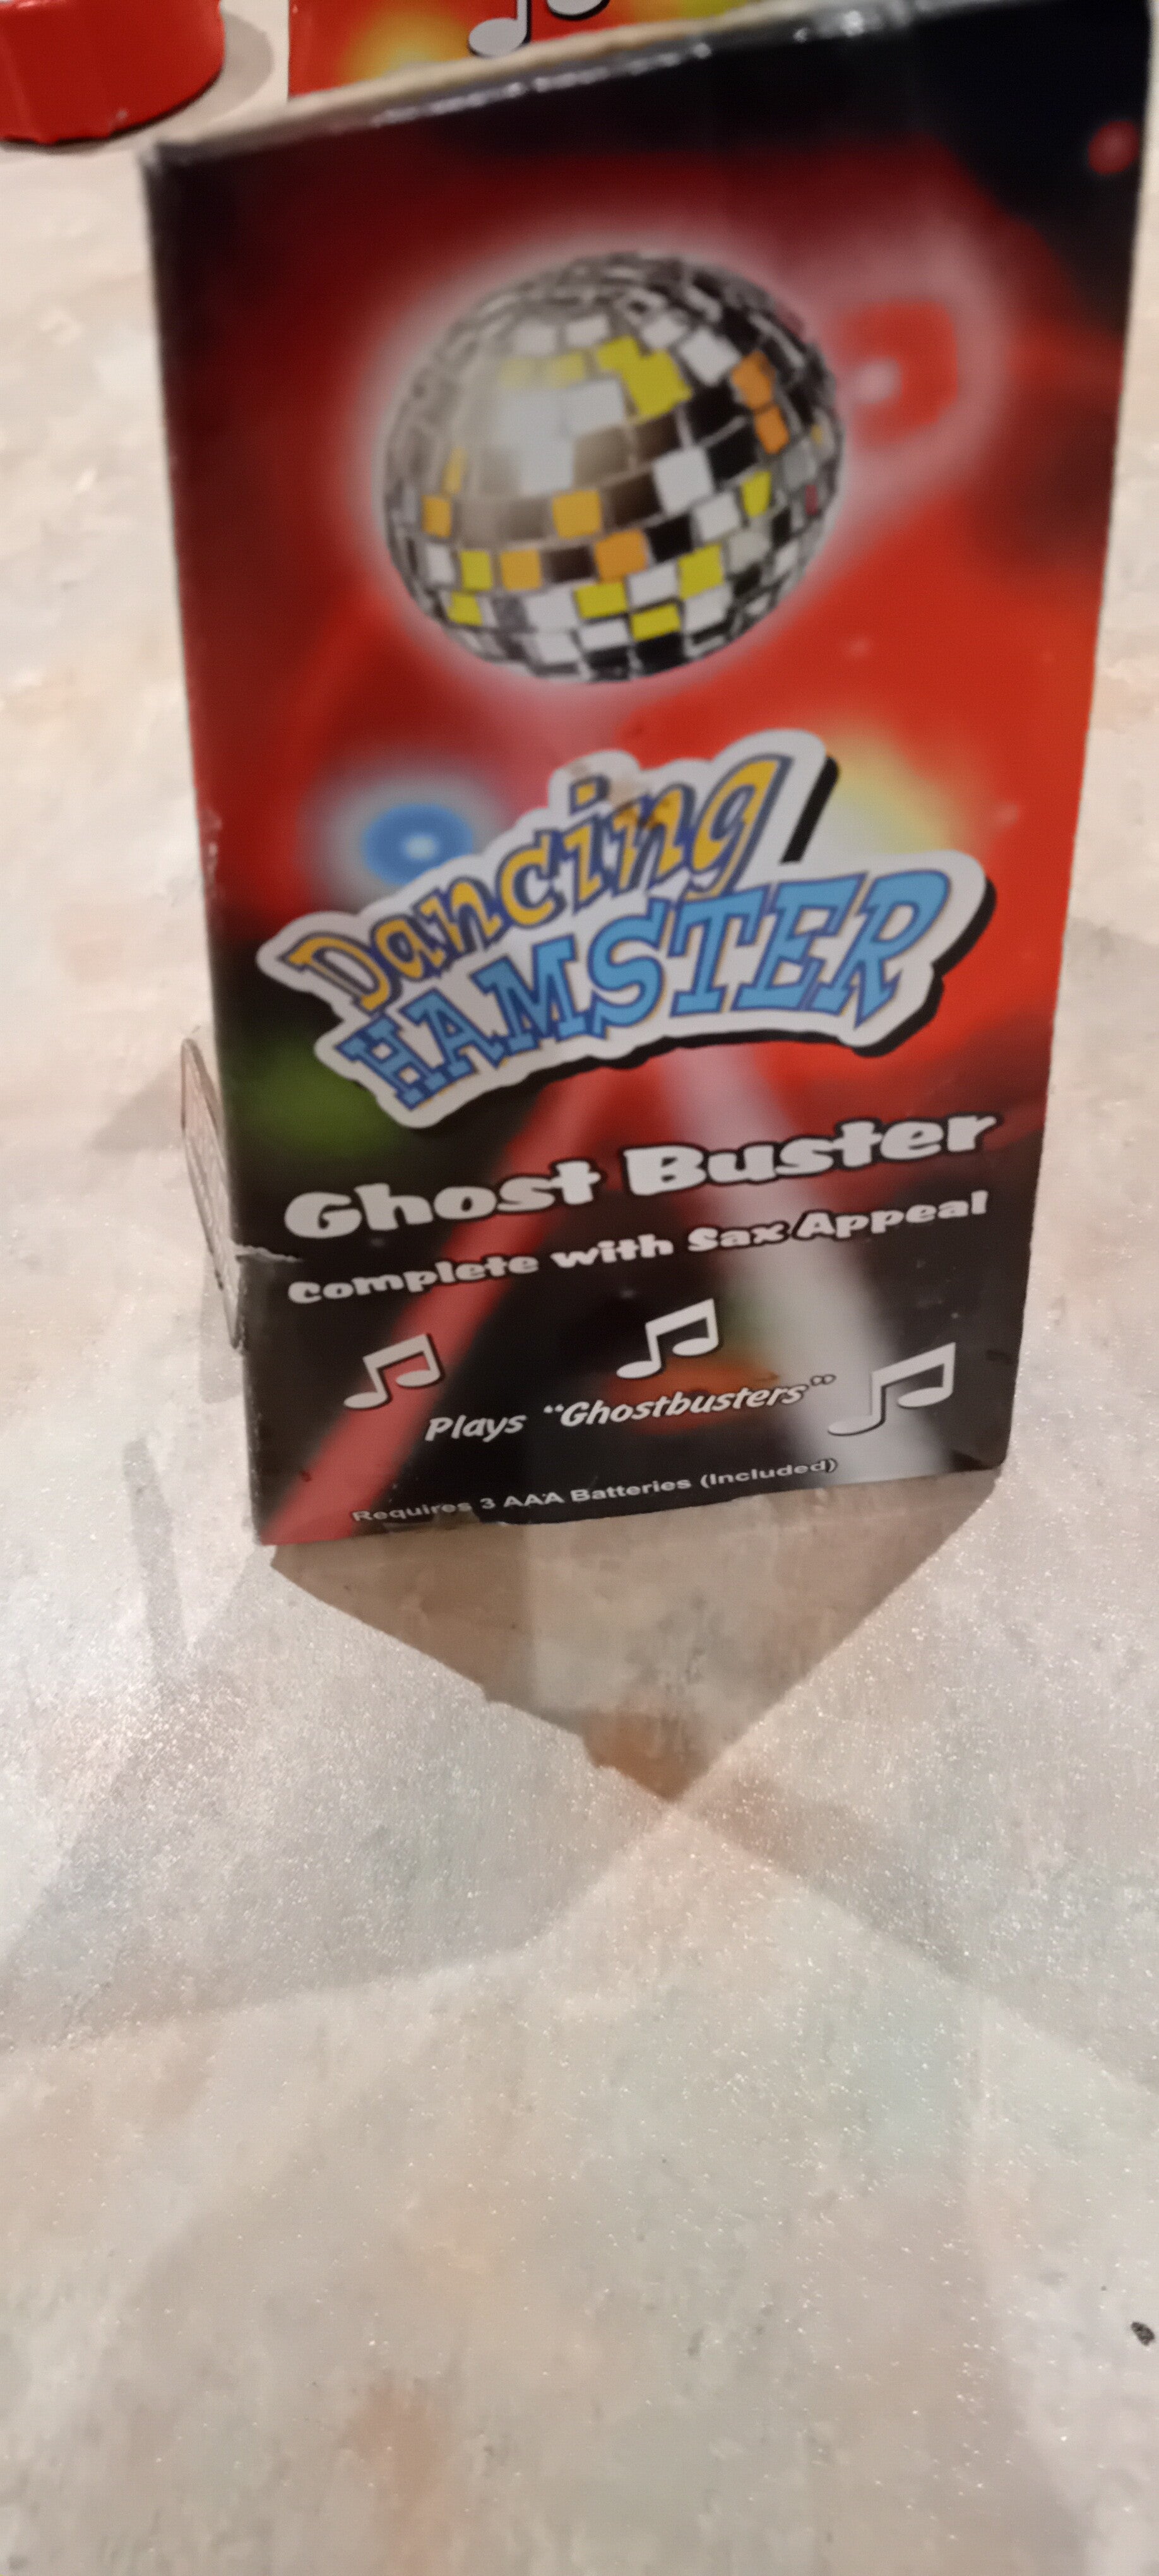 Dancing
HAMSTER
Ghost Buster
Complete with Sax Appeal
Plays "Ghostbusters"
Requires 3 AAA Batteries (Included)